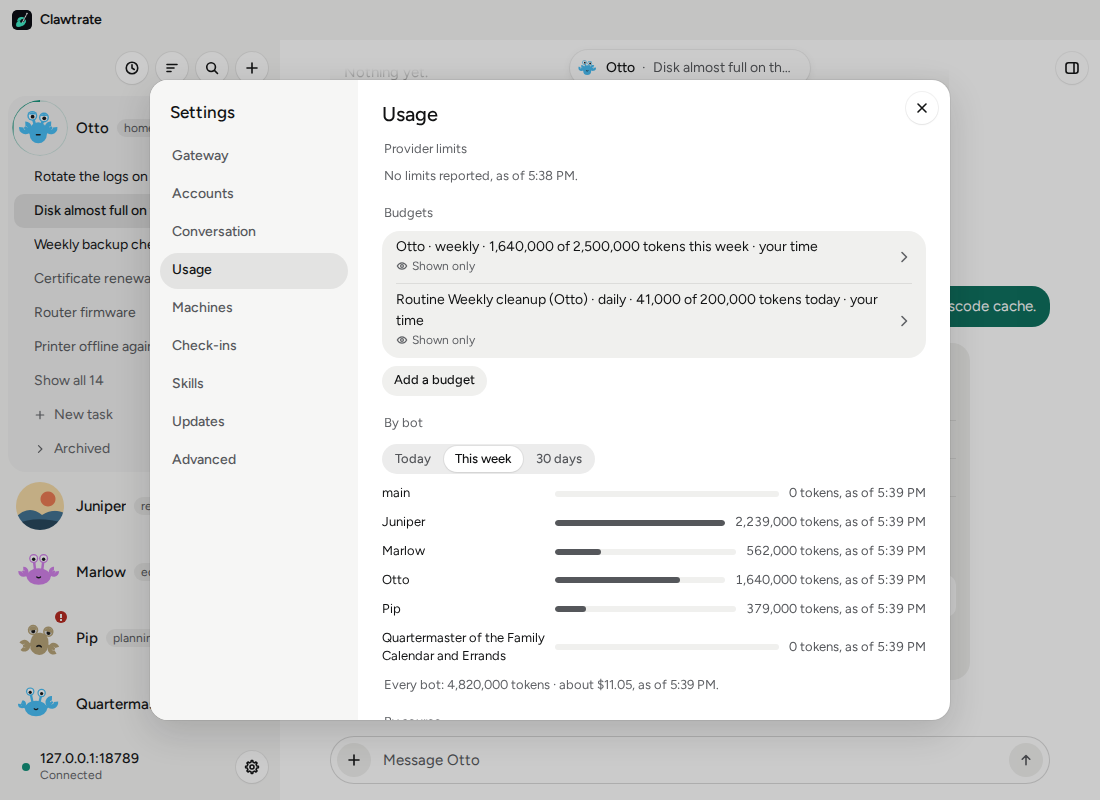 Clawtrate
Nothing yet.
Otto · Disk almost full on th...
Otto
Rotate the logs on
Disk almost full on
Weekly backup che
Certificate renewa
Router firmware
Printer offline again
Show all 14
+ New task
Archived
Juniper re
Marlow
Pip plannin
Quarterma
127.0.0.1:18789
Connected
Settings
Gateway
Accounts
Conversation
Usage
Machines
Check-ins
Skills
Updates
Advanced
Usage
Provider limits
No limits reported, as of 5:38 PM.
Budgets
Otto · weekly · 1,640,000 of 2,500,000 tokens this week · your time
Shown only
Routine Weekly cleanup (Otto) · daily · 41,000 of 200,000 tokens today · your
time
Shown only
Add a budget
By bot
Today This week 30 days
main 0 tokens, as of 5:39 PM
Juniper 2,239,000 tokens, as of 5:39 PM
Marlow 562,000 tokens, as of 5:39 PM
Otto 1,640,000 tokens, as of 5:39 PM
Pip 379,000 tokens, as of 5:39 PM
Quartermaster of the Family
Calendar and Errands 0 tokens, as of 5:39 PM
Every bot: 4,820,000 tokens · about $11.05, as of 5:39 PM.
scode cache.
Message Otto